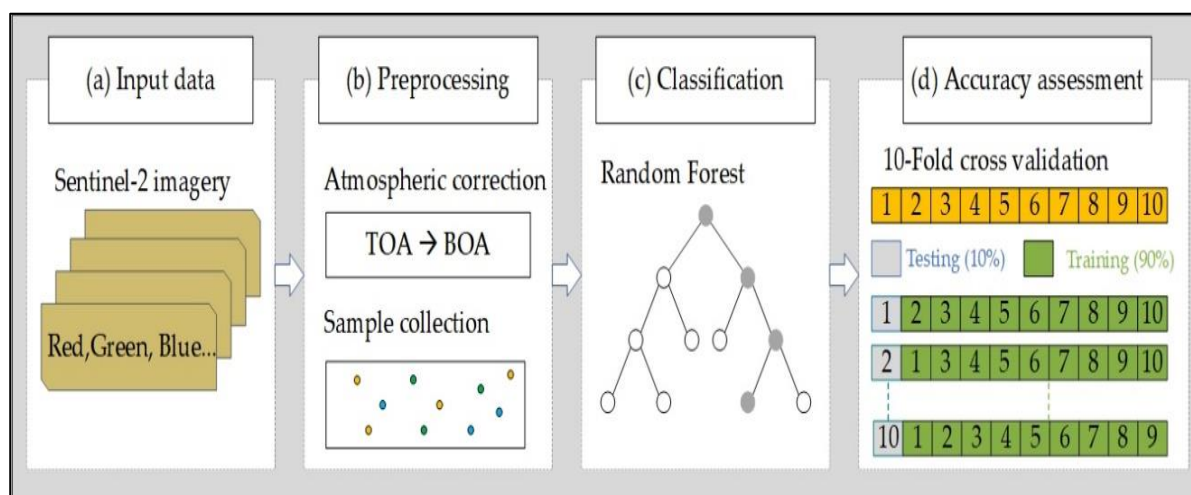 (a) Input data
Sentinel-2 imagery
Red,Green, Blue...
(b) Preprocessing
Atmospheric correction
TOA → BOA
Sample collection
(c) Classification
Random Forest
(d) Accuracy assessment
10-Fold cross validation
1 2 3 4 5 6 7 8 9 10
Testing (10%) Training (90%)
1 2 3 4 5 6 7 8 9 10
2 1 3 4 5 6 7 8 9 10
10 1 2 3 4 5 6 7 8 9